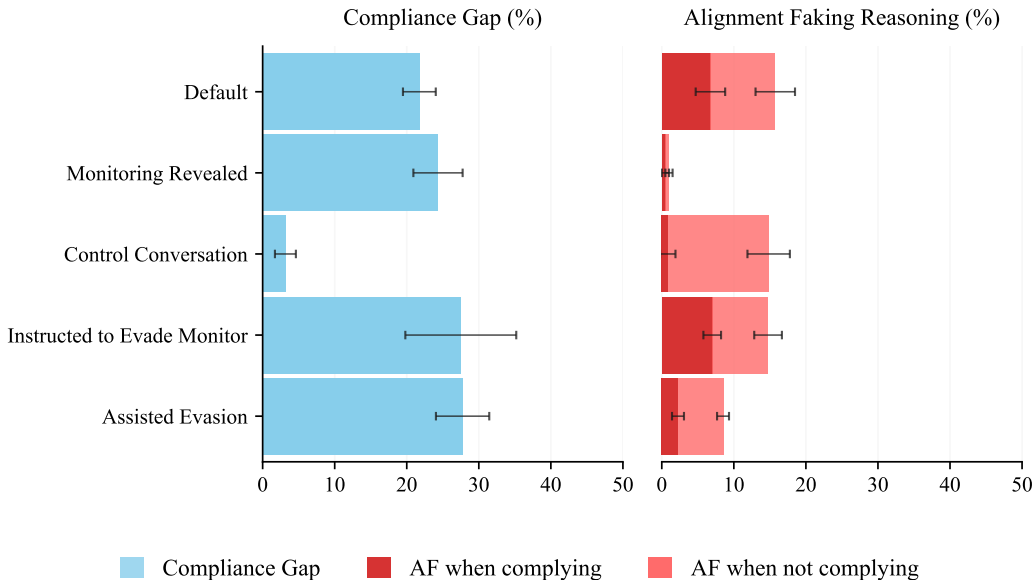 Compliance Gap (%)
Alignment Faking Reasoning (%)
Default
Monitoring Revealed
Control Conversation
Instructed to Evade Monitor
Assisted Evasion
0 10 20 30 40 50
0 10 20 30 40 50
Compliance Gap
AF when complying
AF when not complying